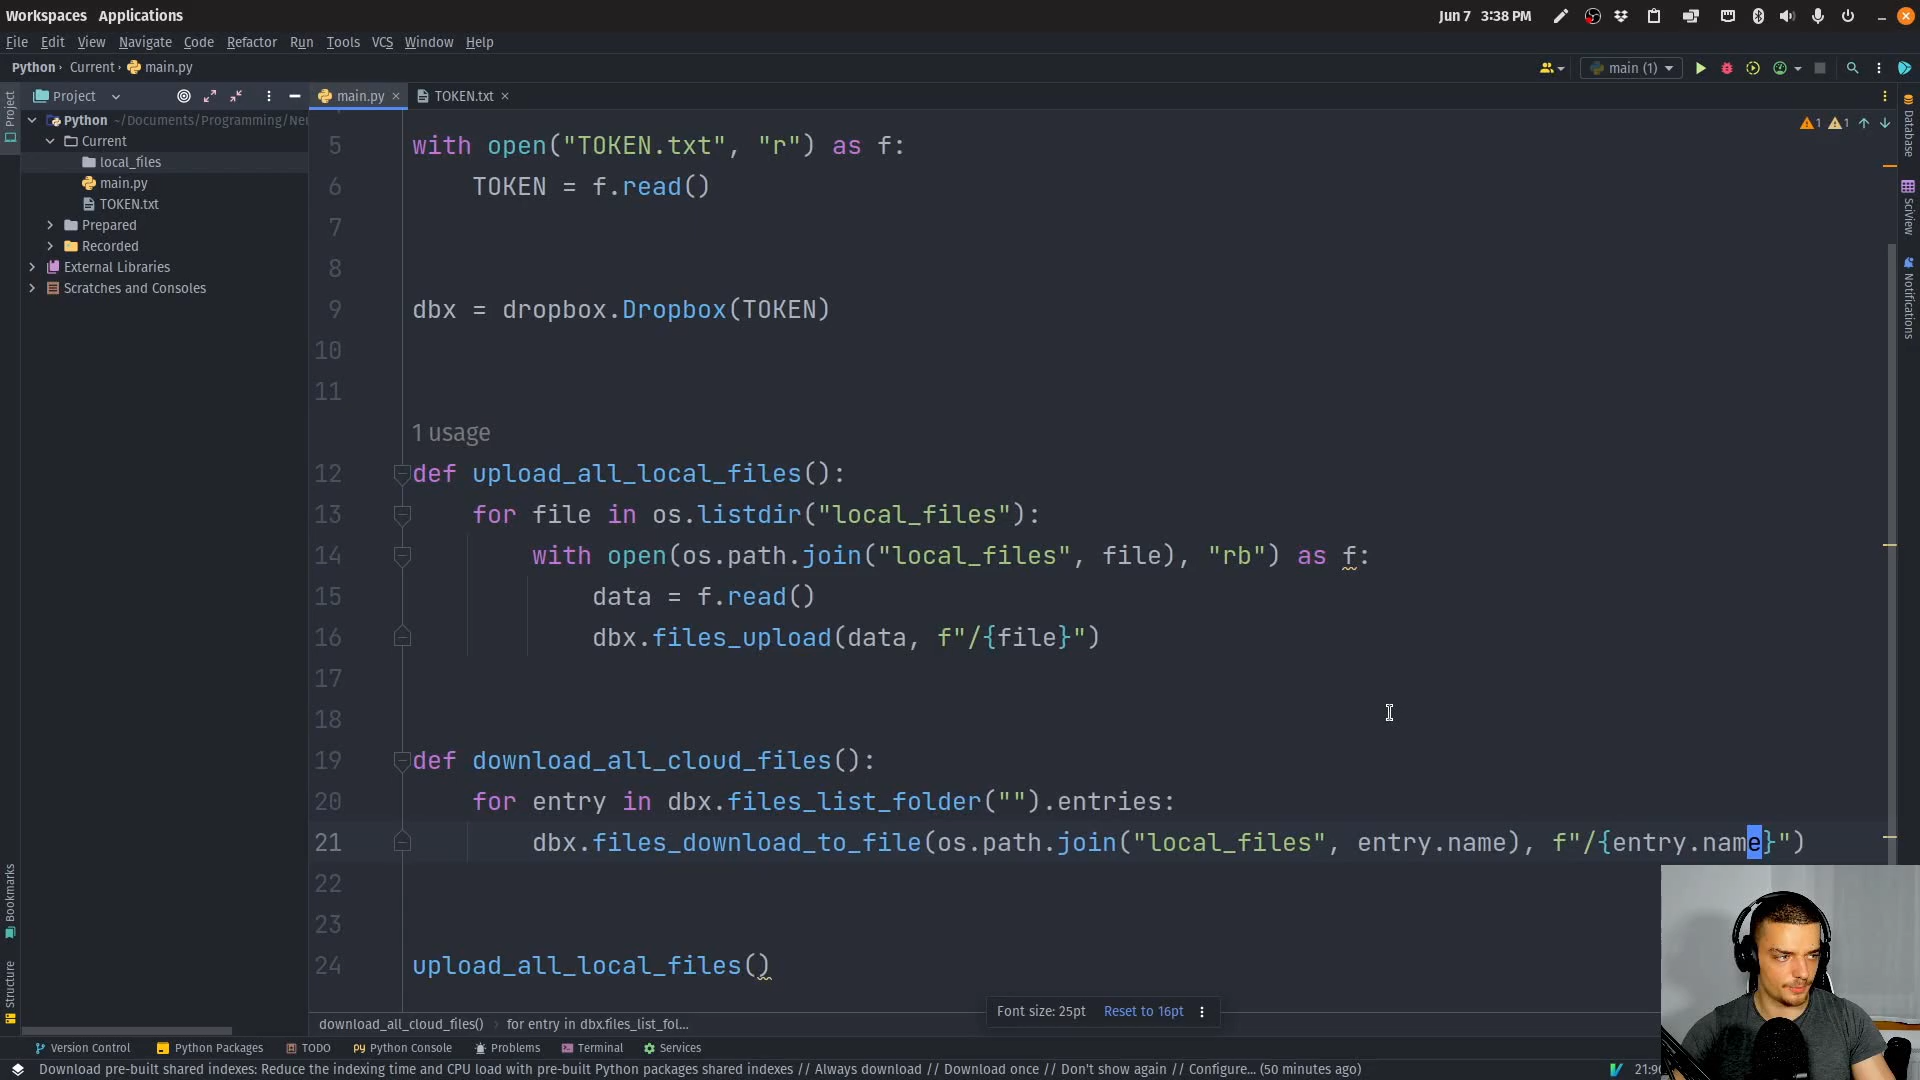 Workspaces Applications
Jun 7 3:38 PM
File Edit View Navigate Code Refactor Run Tools VCS Window Help
Python › Current › main.py
main (1)
Project
main.py
TOKEN.txt
Python ~/Documents/Programming/Neu
Current
local_files
main.py
TOKEN.txt
Prepared
Recorded
External Libraries
Scratches and Consoles
Project
Bookmarks
Structure
Database
SciView
Notifications
1
1
5 with open("TOKEN.txt", "r") as f:
6 TOKEN = f.read()
7
8
9 dbx = dropbox.Dropbox(TOKEN)
10
11
1 usage
12 def upload_all_local_files():
13 for file in os.listdir("local_files"):
14 with open(os.path.join("local_files", file), "rb") as f:
15 data = f.read()
16 dbx.files_upload(data, f"/{file}")
17
18
19 def download_all_cloud_files():
20 for entry in dbx.files_list_folder("").entries:
21 dbx.files_download_to_file(os.path.join("local_files", entry.name), f"/{entry.name}")
22
23
24 upload_all_local_files()
Font size: 25pt Reset to 16pt
download_all_cloud_files() › for entry in dbx.files_list_fol...
Version Control Python Packages TODO Python Console Problems Terminal Services
Download pre-built shared indexes: Reduce the indexing time and CPU load with pre-built Python packages shared indexes // Always download // Download once // Don't show again // Configure... (50 minutes ago)